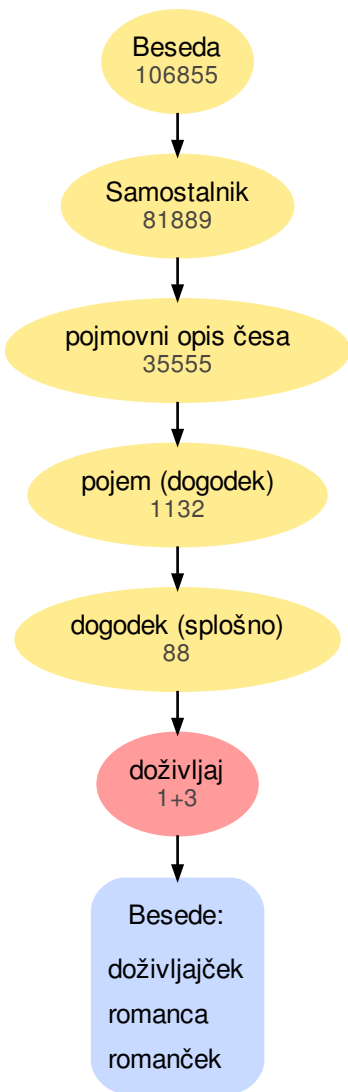 Beseda
106855
Samostalnik
81889
pojmovni opis česa
35555
pojem (dogodek)
1132
dogodek (splošno)
88
doživljaj
1+3
Besede:
doživljajček
romanca
romanček